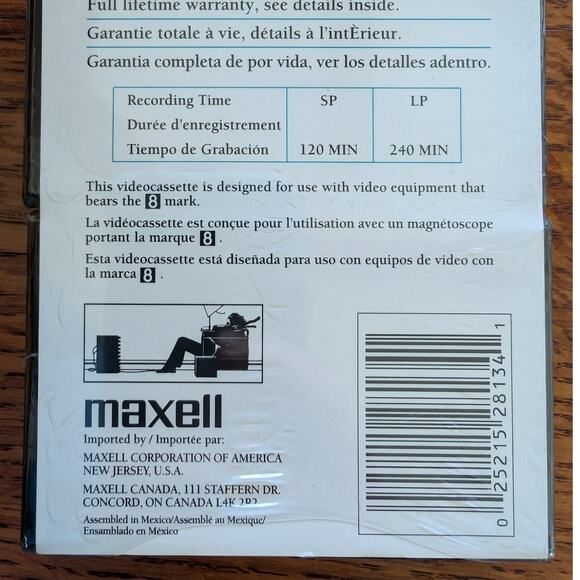 Full lifetime warranty, see details inside.
Garantie totale à vie, détails à l'intÈrieur.
Garantia completa de por vida, ver los detalles adentro.
Recording Time SP LP
Durée d'enregistrement
Tiempo de Grabación 120 MIN 240 MIN
This videocassette is designed for use with video equipment that
bears the 8 mark.
La vidéocassette est conçue pour l'utilisation avec un magnétoscope
portant la marque 8 .
Esta videocassette está diseñada para uso con equipos de video con
la marca 8 .
maxell
Imported by / Importée par:
MAXELL CORPORATION OF AMERICA
NEW JERSEY, U.S.A.
MAXELL CANADA, 111 STAFFERN DR.
CONCORD, ON CANADA L4K 2R2
Assembled in Mexico/Assemblé au Mexique/
Ensamblado en México
0 25215 28134 1